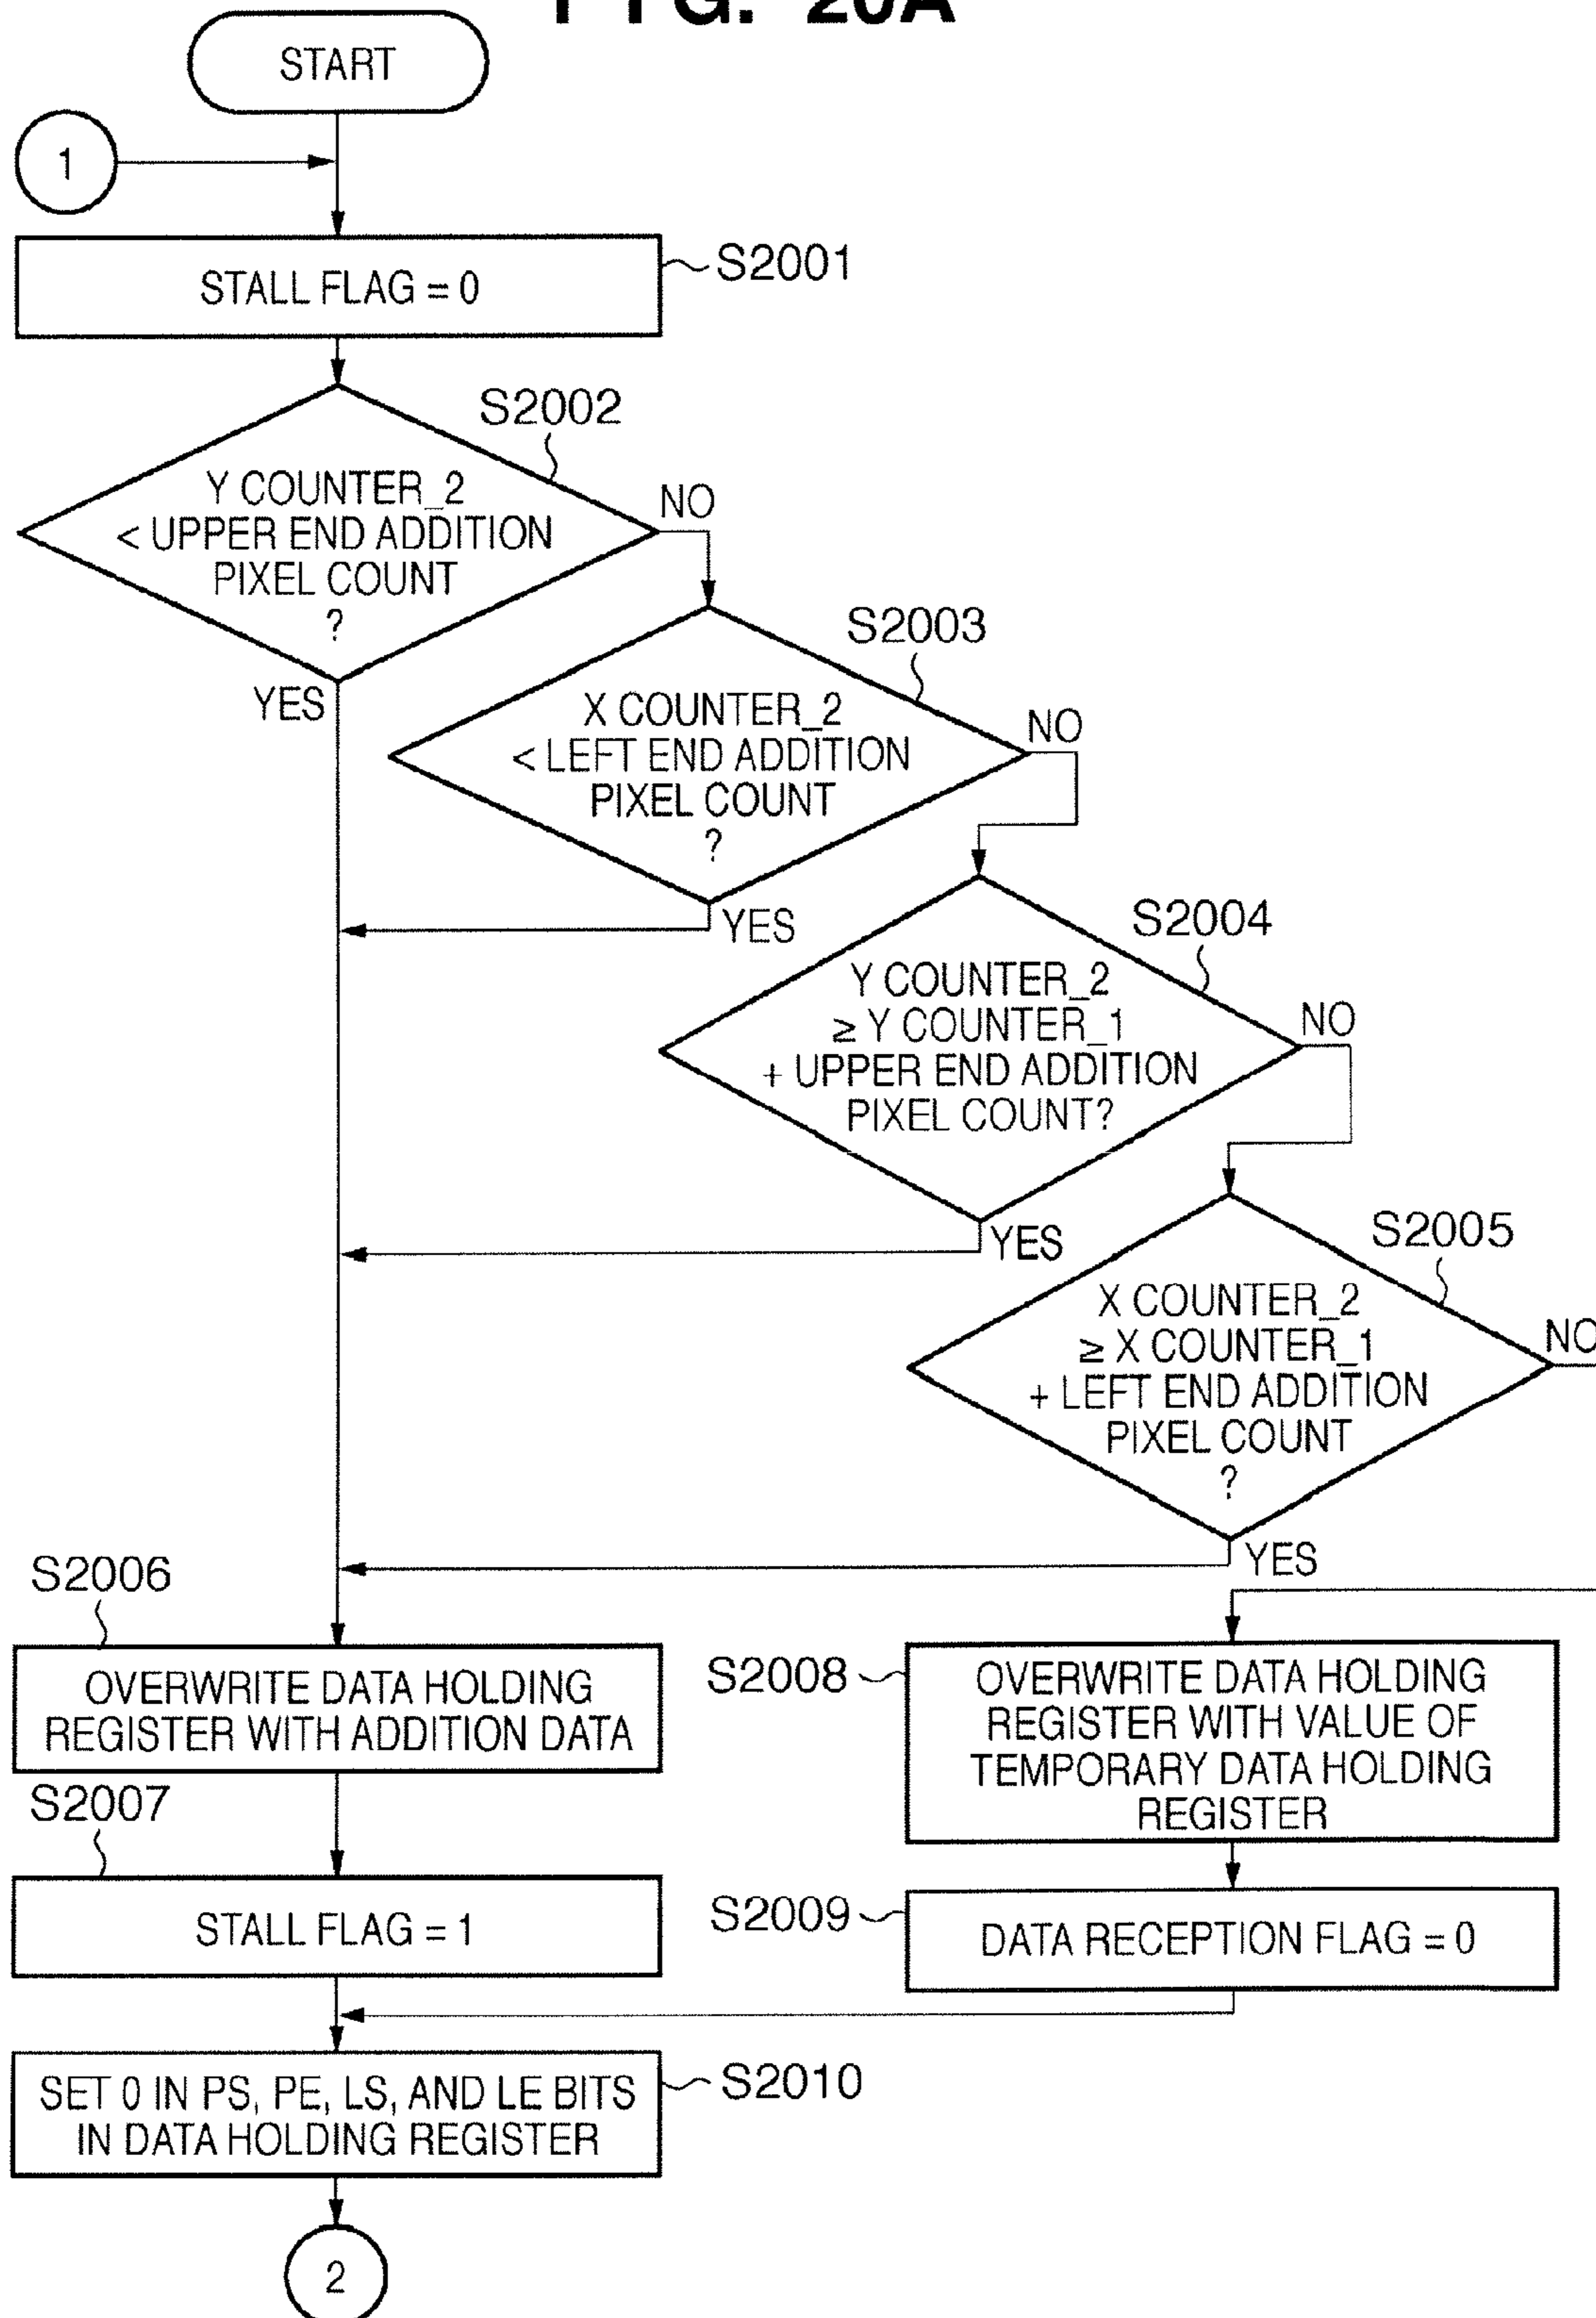 FIG. 20A
START
1
STALL FLAG = 0
S2001
S2002
Y COUNTER_2
< UPPER END ADDITION
PIXEL COUNT
?
NO
YES
S2003
X COUNTER_2
< LEFT END ADDITION
PIXEL COUNT
?
NO
YES
S2004
Y COUNTER_2
≥ Y COUNTER_1
+ UPPER END ADDITION
PIXEL COUNT?
NO
YES
S2005
X COUNTER_2
≥ X COUNTER_1
+ LEFT END ADDITION
PIXEL COUNT
?
NO
YES
S2006
OVERWRITE DATA HOLDING
REGISTER WITH ADDITION DATA
S2007
STALL FLAG = 1
S2008
OVERWRITE DATA HOLDING
REGISTER WITH VALUE OF
TEMPORARY DATA HOLDING
REGISTER
S2009
DATA RECEPTION FLAG = 0
SET 0 IN PS, PE, LS, AND LE BITS
IN DATA HOLDING REGISTER
S2010
2